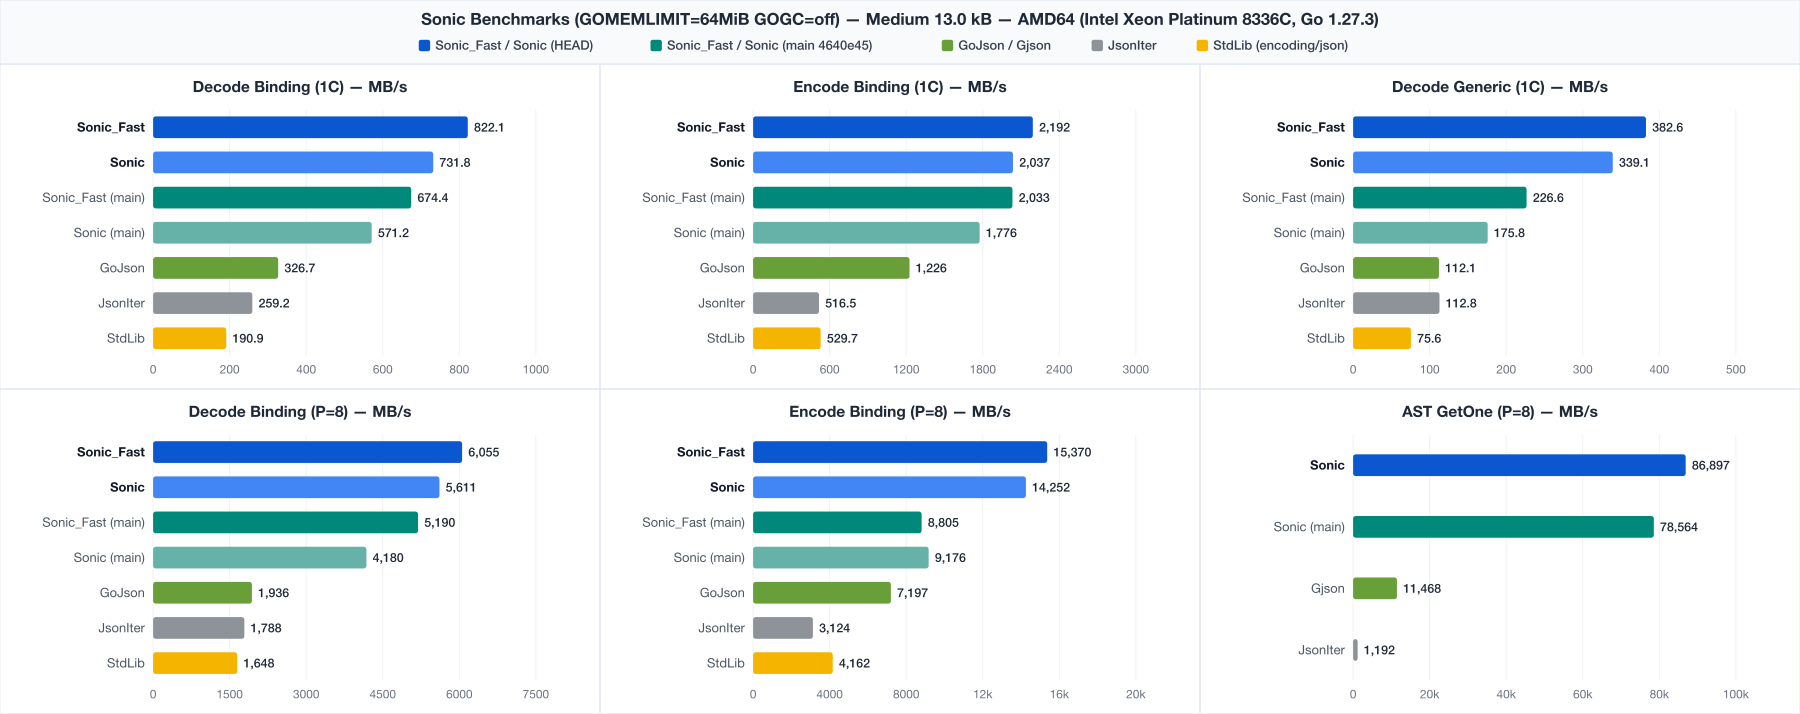 Sonic Benchmarks (GOMEMLIMIT=64MiB GOGC=off) — Medium 13.0 kB — AMD64 (Intel Xeon Platinum 8336C, Go 1.27.3)
Sonic_Fast / Sonic (HEAD) Sonic_Fast / Sonic (main 4640e45) GoJson / Gjson JsonIter StdLib (encoding/json)
Decode Binding (1C) — MB/s
Sonic_Fast 822.1
Sonic 731.8
Sonic_Fast (main) 674.4
Sonic (main) 571.2
GoJson 326.7
JsonIter 259.2
StdLib 190.9
0 200 400 600 800 1000
Encode Binding (1C) — MB/s
Sonic_Fast 2,192
Sonic 2,037
Sonic_Fast (main) 2,033
Sonic (main) 1,776
GoJson 1,226
JsonIter 516.5
StdLib 529.7
0 600 1200 1800 2400 3000
Decode Generic (1C) — MB/s
Sonic_Fast 382.6
Sonic 339.1
Sonic_Fast (main) 226.6
Sonic (main) 175.8
GoJson 112.1
JsonIter 112.8
StdLib 75.6
0 100 200 300 400 500
Decode Binding (P=8) — MB/s
Sonic_Fast 6,055
Sonic 5,611
Sonic_Fast (main) 5,190
Sonic (main) 4,180
GoJson 1,936
JsonIter 1,788
StdLib 1,648
0 1500 3000 4500 6000 7500
Encode Binding (P=8) — MB/s
Sonic_Fast 15,370
Sonic 14,252
Sonic_Fast (main) 8,805
Sonic (main) 9,176
GoJson 7,197
JsonIter 3,124
StdLib 4,162
0 4000 8000 12k 16k 20k
AST GetOne (P=8) — MB/s
Sonic 86,897
Sonic (main) 78,564
Gjson 11,468
JsonIter 1,192
0 20k 40k 60k 80k 100k